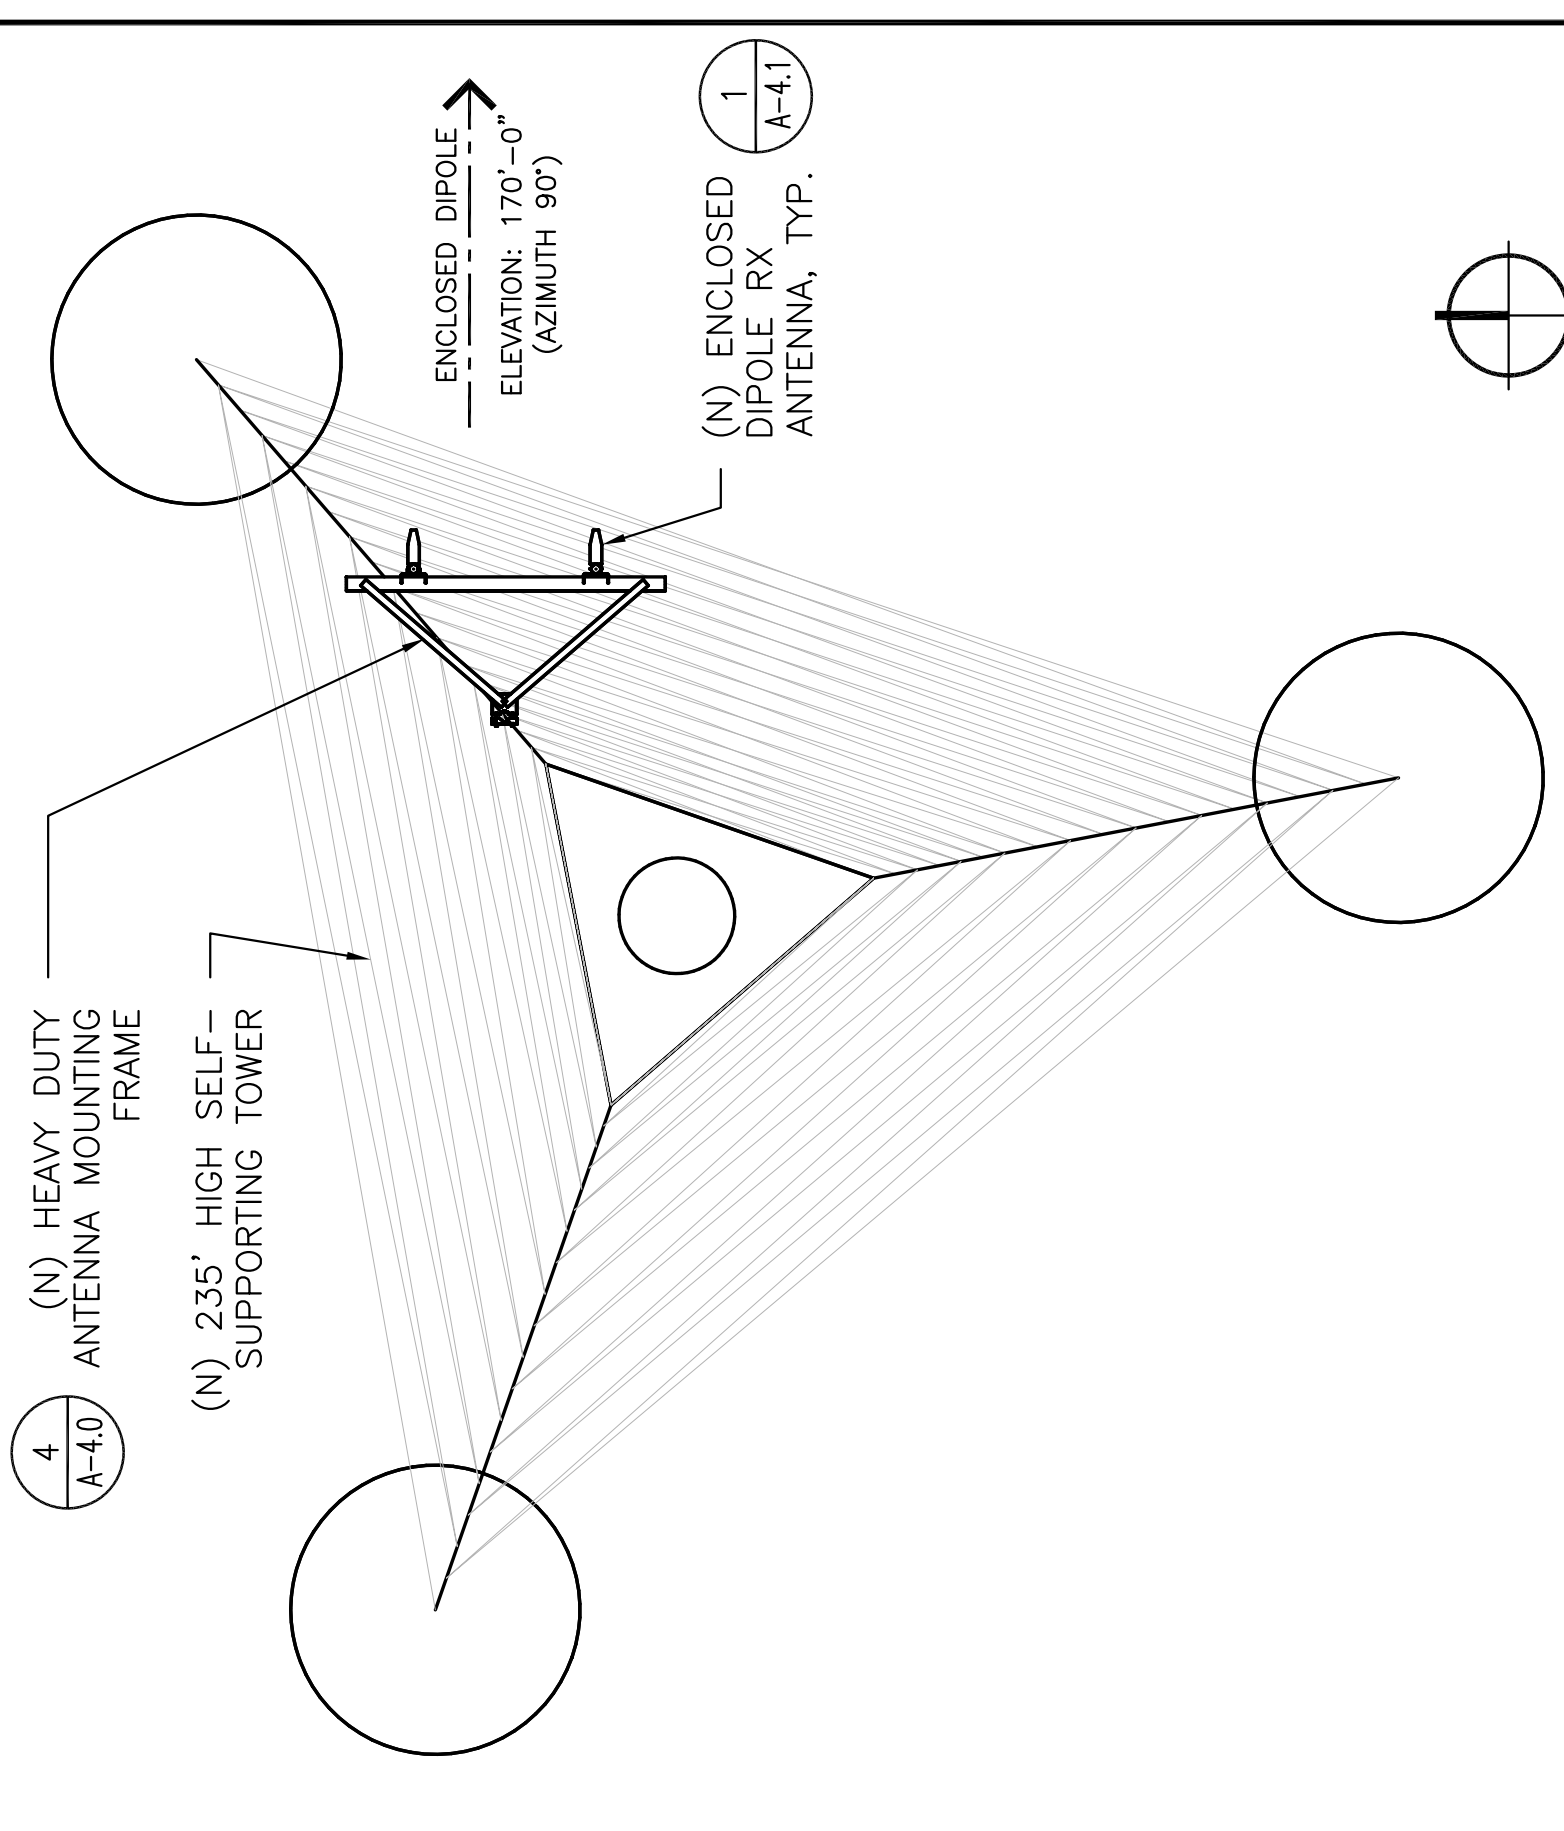 4
A-4.0
(N) HEAVY DUTY
ANTENNA MOUNTING
FRAME
(N) 235' HIGH SELF-
SUPPORTING TOWER
ENCLOSED DIPOLE
ELEVATION: 170'-0"
(AZIMUTH 90°)
(N) ENCLOSED
DIPOLE RX
ANTENNA, TYP.
1
A-4.1